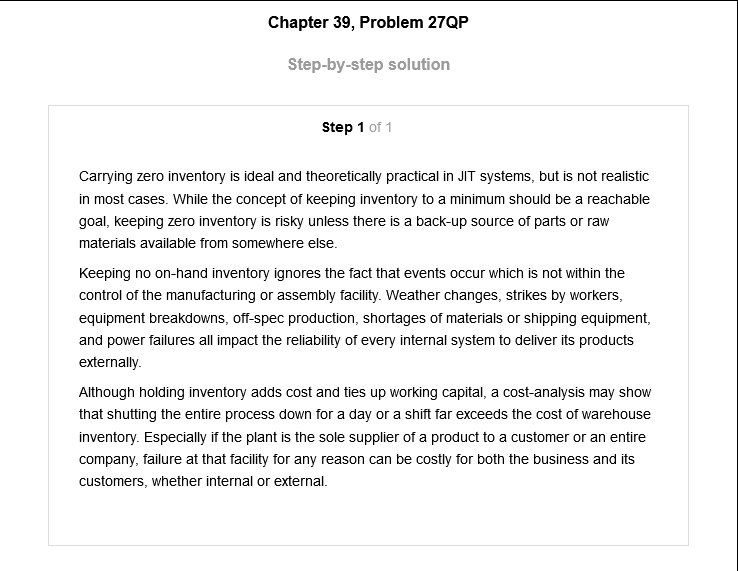 Chapter 39, Problem 27QP
Step-by-step solution
Step 1 of 1
Carrying zero inventory is ideal and theoretically practical in JIT systems, but is not realistic
in most cases. While the concept of keeping inventory to a minimum should be a reachable
goal, keeping zero inventory is risky unless there is a back-up source of parts or raw
materials available from somewhere else.
Keeping no on-hand inventory ignores the fact that events occur which is not within the
control of the manufacturing or assembly facility. Weather changes, strikes by workers,
equipment breakdowns, off-spec production, shortages of materials or shipping equipment,
and power failures all impact the reliability of every internal system to deliver its products
externally.
Although holding inventory adds cost and ties up working capital, a cost-analysis may show
that shutting the entire process down for a day or a shift far exceeds the cost of warehouse
inventory. Especially if the plant is the sole supplier of a product to a customer or an entire
company, failure at that facility for any reason can be costly for both the business and its
customers, whether internal or external.